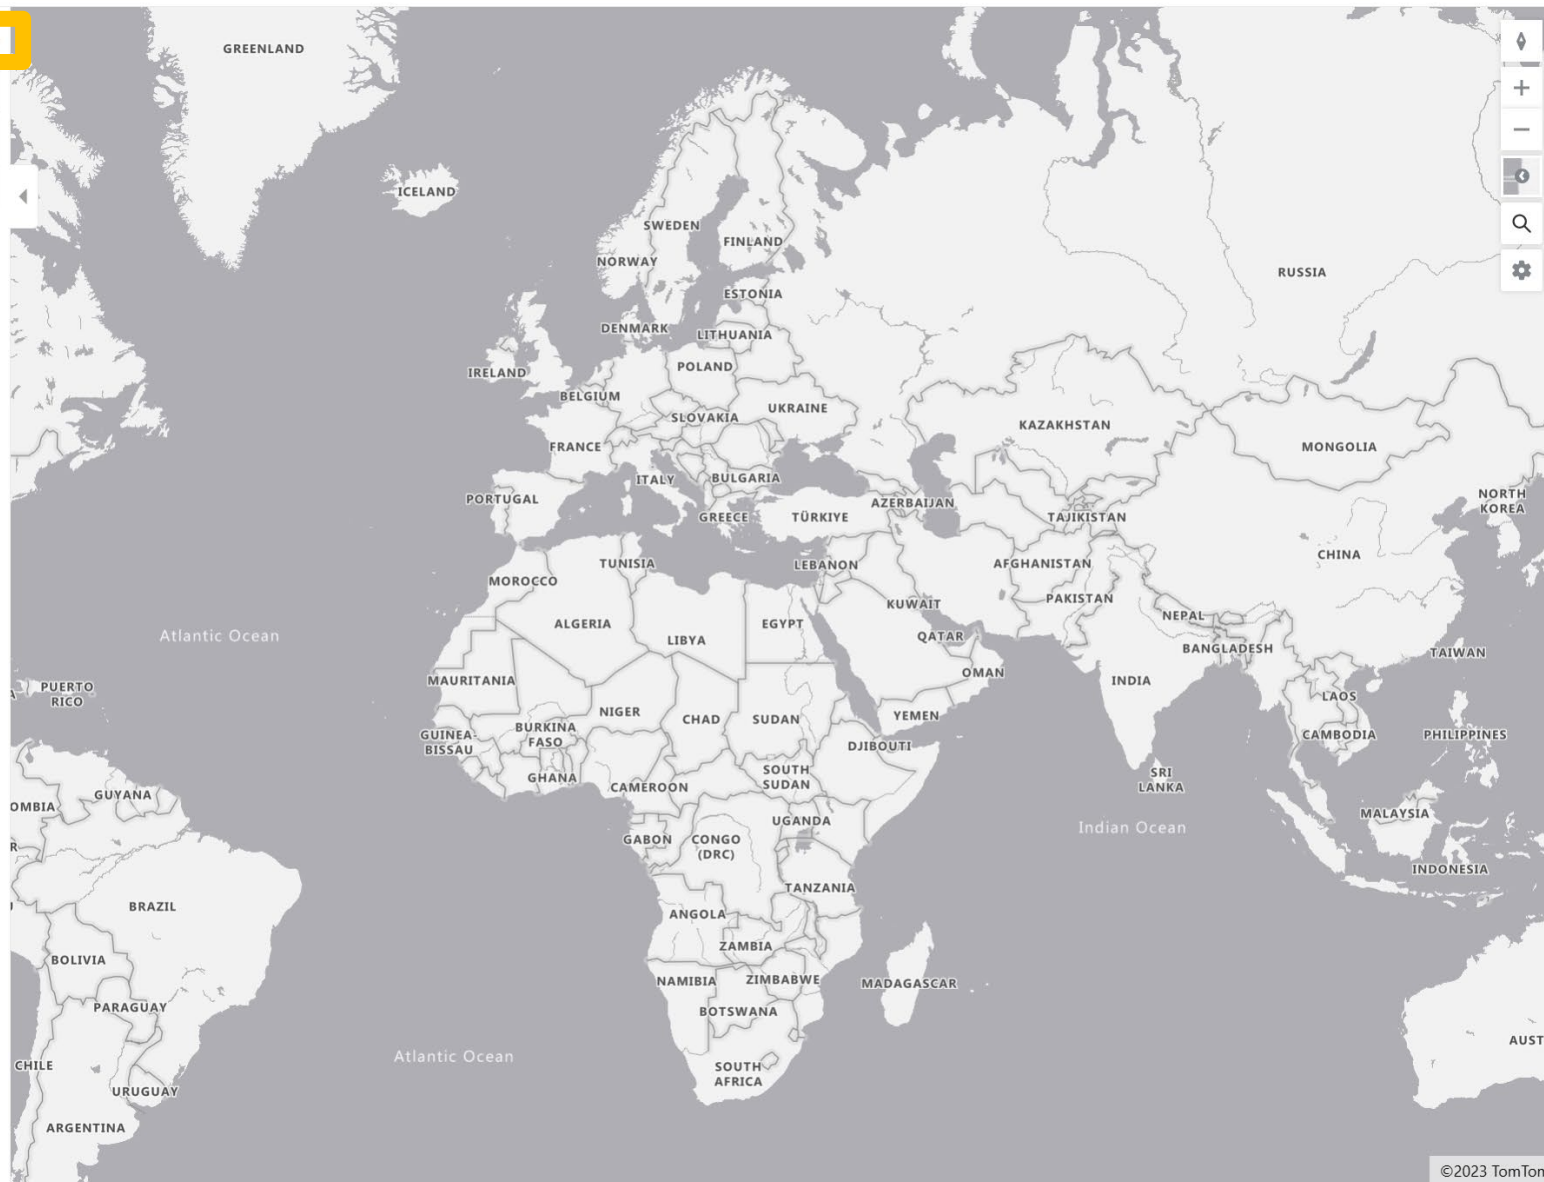 GREENLAND
ICELAND
SWEDEN
FINLAND
NORWAY
RUSSIA
ESTONIA
DENMARK
LITHUANIA
IRELAND
POLAND
BELGIUM
UKRAINE
SLOVAKIA
KAZAKHSTAN
FRANCE
MONGOLIA
ITALY
BULGARIA
PORTUGAL
NORTH
KOREA
AZERBAIJAN
GREECE
TÜRKIYE
TAJIKISTAN
CHINA
TUNISIA
LEBANON
AFGHANISTAN
MOROCCO
PAKISTAN
KUWAIT
NEPAL
ALGERIA
EGYPT
Atlantic Ocean
LIBYA
QATAR
BANGLADESH
TAIWAN
OMAN
MAURITANIA
INDIA
PUERTO
RICO
LAOS
NIGER
CHAD
SUDAN
YEMEN
BURKINA
FASO
GUINEA-
BISSAU
CAMBODIA
PHILIPPINES
DJIBOUTI
GHANA
SOUTH
SUDAN
SRI
LANKA
CAMEROON
GUYANA
OMBIA
MALAYSIA
UGANDA
Indian Ocean
GABON
CONGO
(DRC)
R
INDONESIA
TANZANIA
BRAZIL
ANGOLA
ZAMBIA
BOLIVIA
NAMIBIA
ZIMBABWE
MADAGASCAR
PARAGUAY
BOTSWANA
AUST
Atlantic Ocean
CHILE
SOUTH
AFRICA
URUGUAY
ARGENTINA
©2023 TomTom